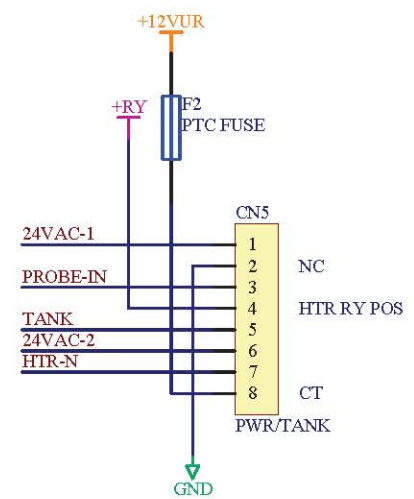 +12VUR
F2
+RY
PTC FUSE
CN5
24VAC-1
1
2
NC
PROBE-IN
3
4
HTR RY POS
TANK
5
24VAC-2
6
HTR-N
7
8
CT
PWR/TANK
GND